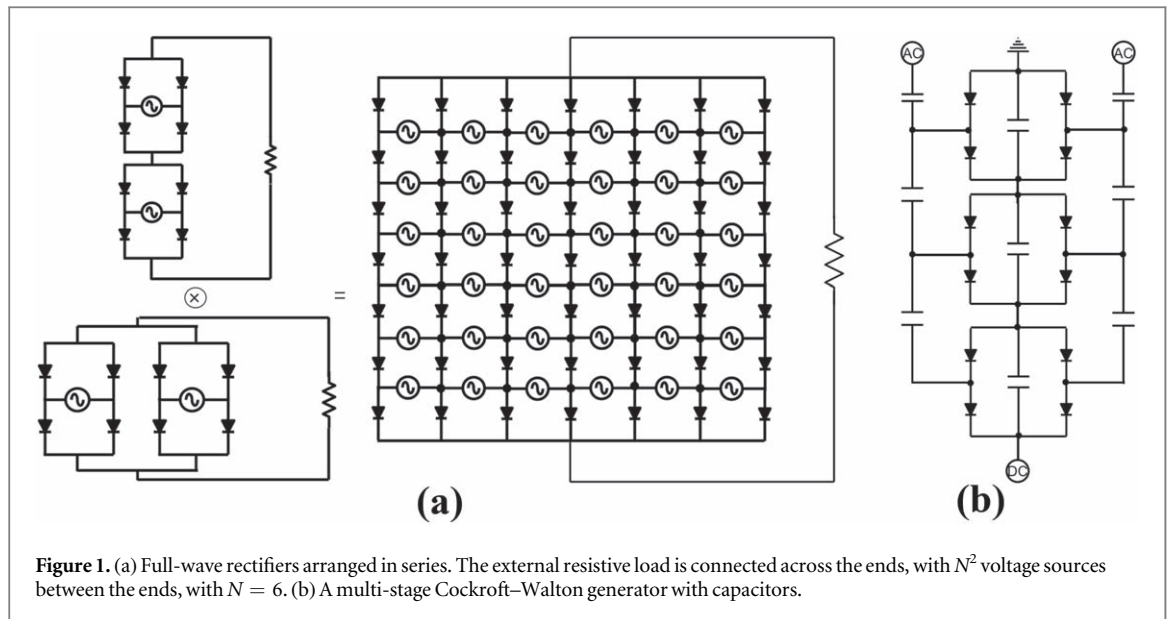 AC
AC
=
DC
(a)
(b)
Figure 1. (a) Full-wave rectifiers arranged in series. The external resistive load is connected across the ends, with N² voltage sources
between the ends, with N = 6. (b) A multi-stage Cockroft–Walton generator with capacitors.